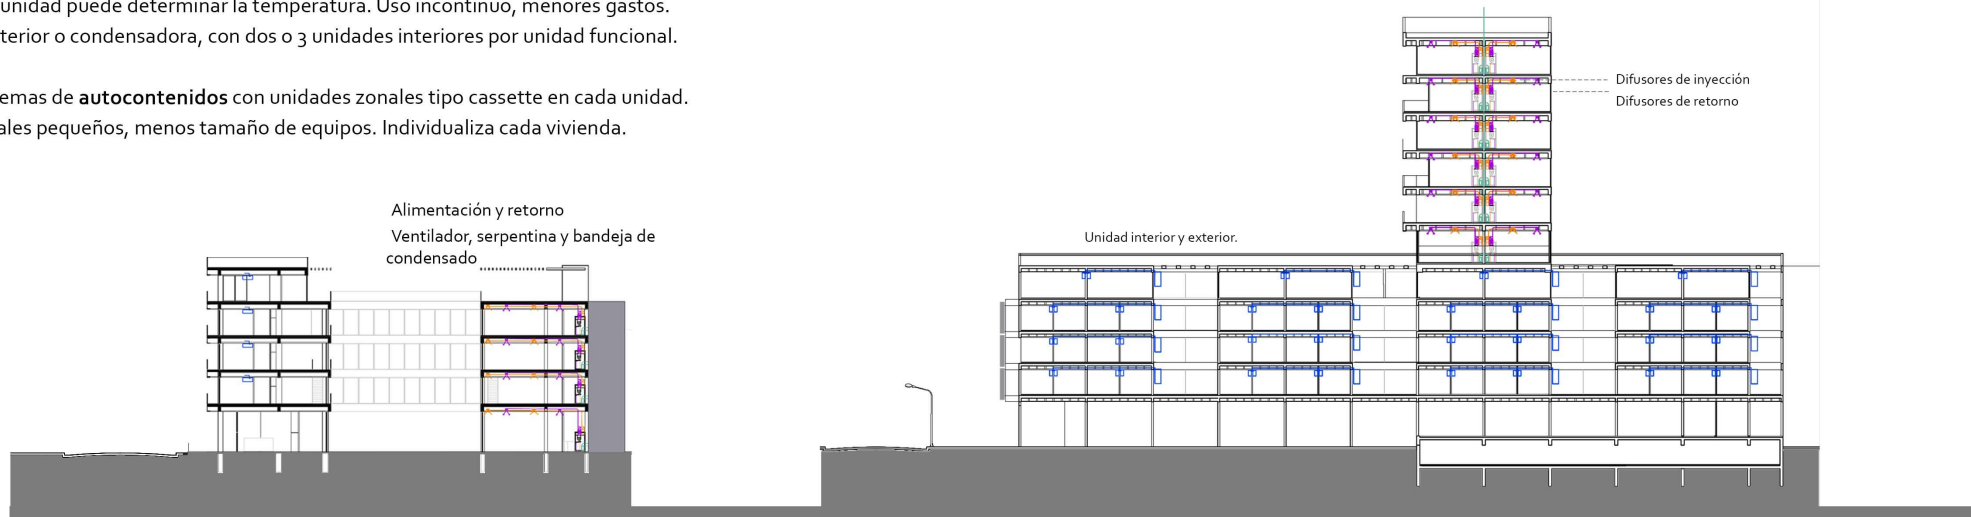 unidad puede determinar la temperatura. Uso incontinuo, menores gastos.
terior o condensadora, con dos o 3 unidades interiores por unidad funcional.
emas de autocontenidos con unidades zonales tipo cassette en cada unidad.
ales pequeños, menos tamaño de equipos. Individualiza cada vivienda.
Alimentación y retorno
Ventilador, serpentina y bandeja de
condensado
Unidad interior y exterior.
Difusores de inyección
Difusores de retorno